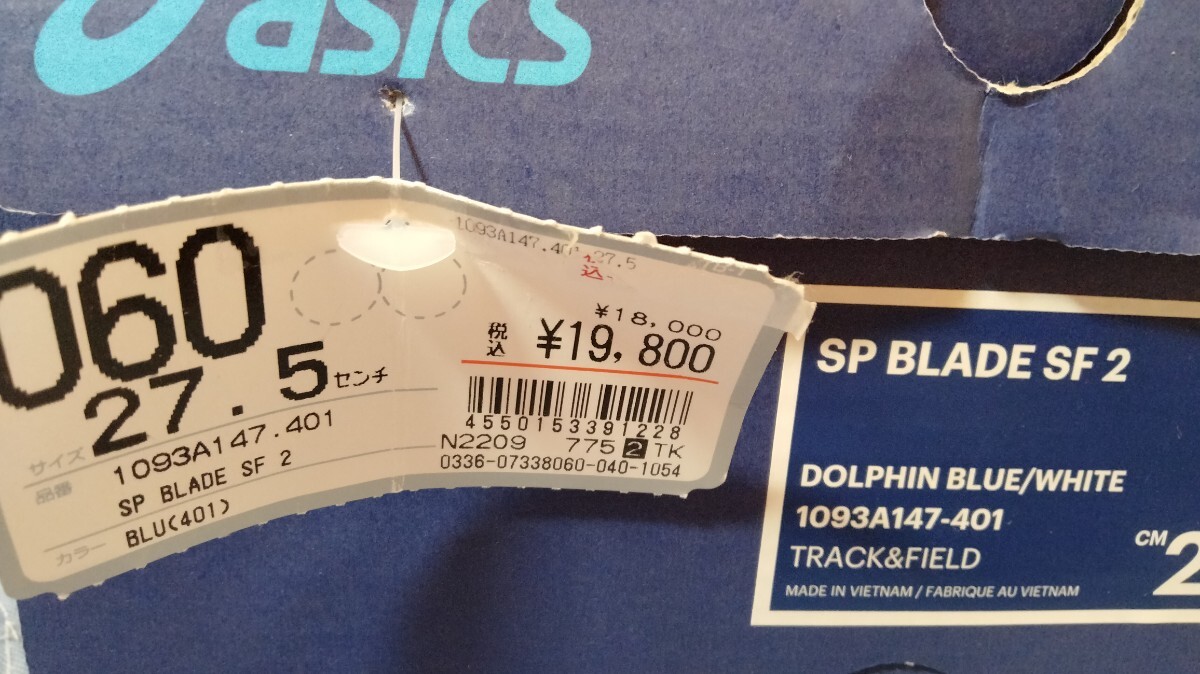 asics
060
27.5センチ
サイズ
1093A147.401
品番
SP BLADE SF 2
カラー
BLU(401)
27.5
込
¥18,000
税込 ¥19,800
4550153391228
N2209 775 2 TK
0336-07338060-040-1054
SP BLADE SF 2
DOLPHIN BLUE/WHITE
1093A147-401
TRACK&FIELD
CM
MADE IN VIETNAM / FABRIQUE AU VIETNAM